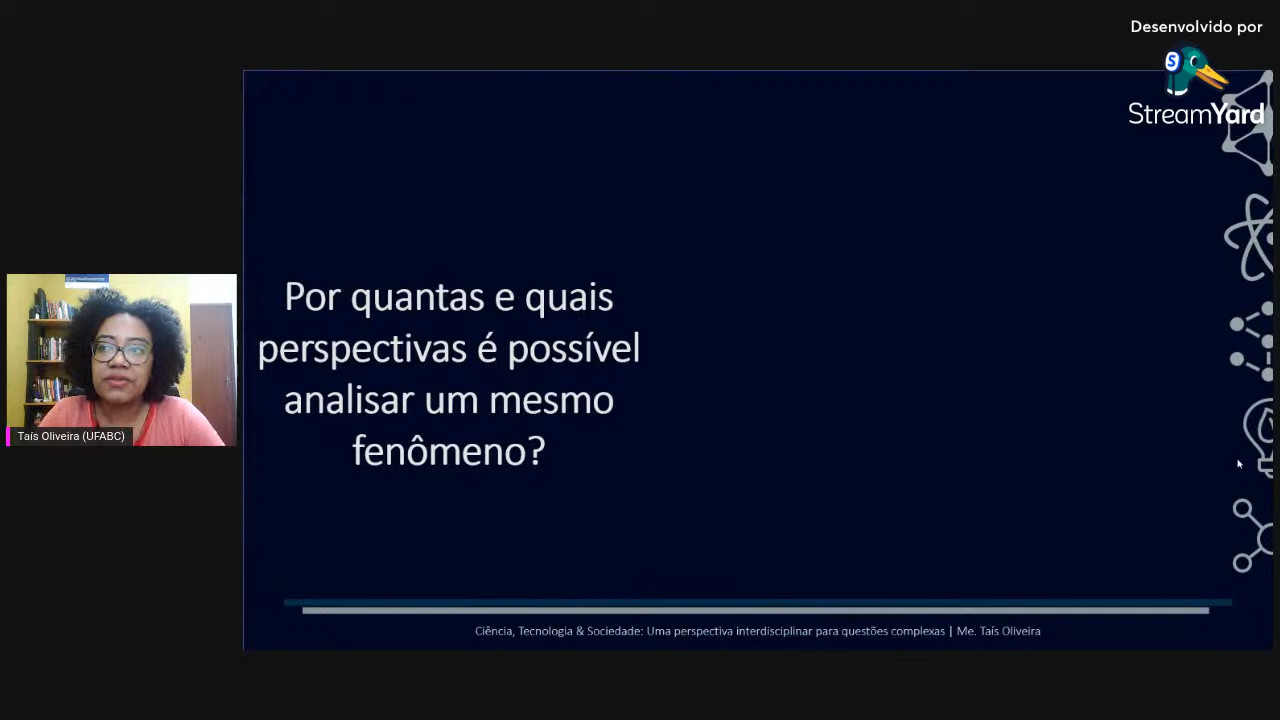 Desenvolvido por
StreamYard
Por quantas e quais
perspectivas é possível
analisar um mesmo
fenômeno?
Taís Oliveira (UFABC)
Ciência, Tecnologia & Sociedade: Uma perspectiva interdisciplinar para questões complexas | Me. Taís Oliveira